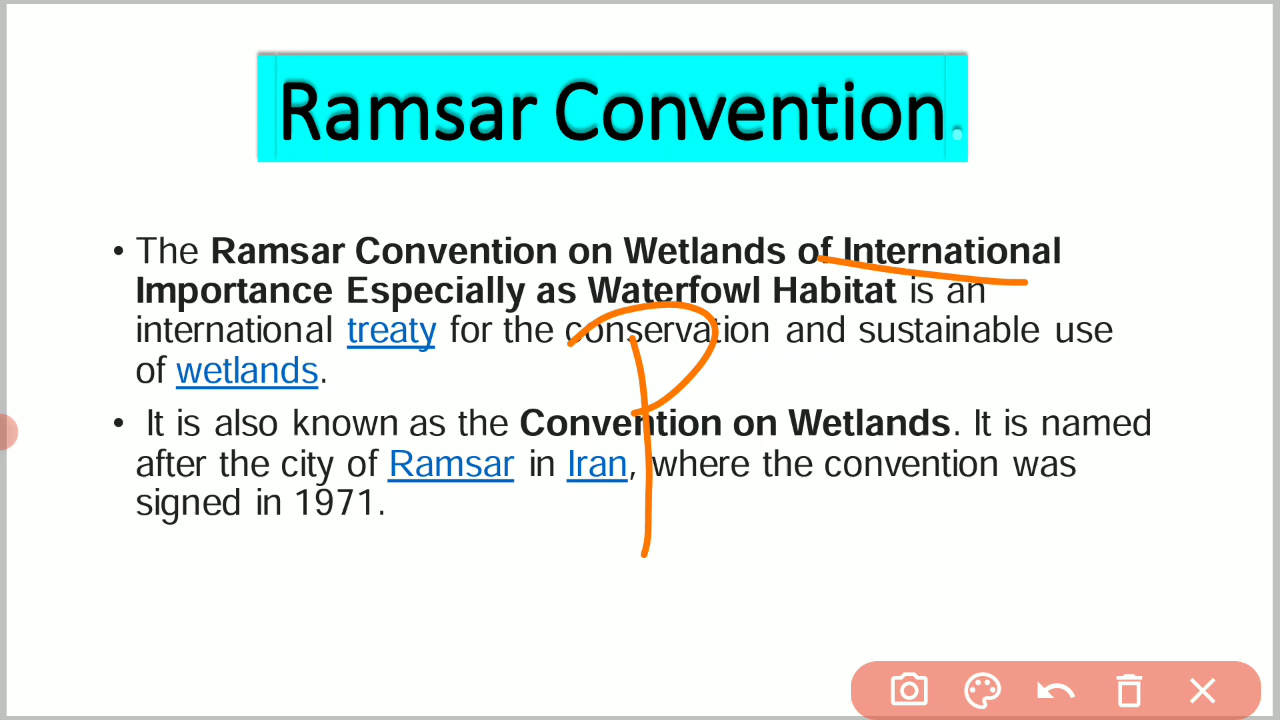 Ramsar Convention.
• The Ramsar Convention on Wetlands of International
Importance Especially as Waterfowl Habitat is an
international treaty for the conservation and sustainable use
of wetlands.
• It is also known as the Convention on Wetlands. It is named
after the city of Ramsar in Iran, where the convention was
signed in 1971.
P